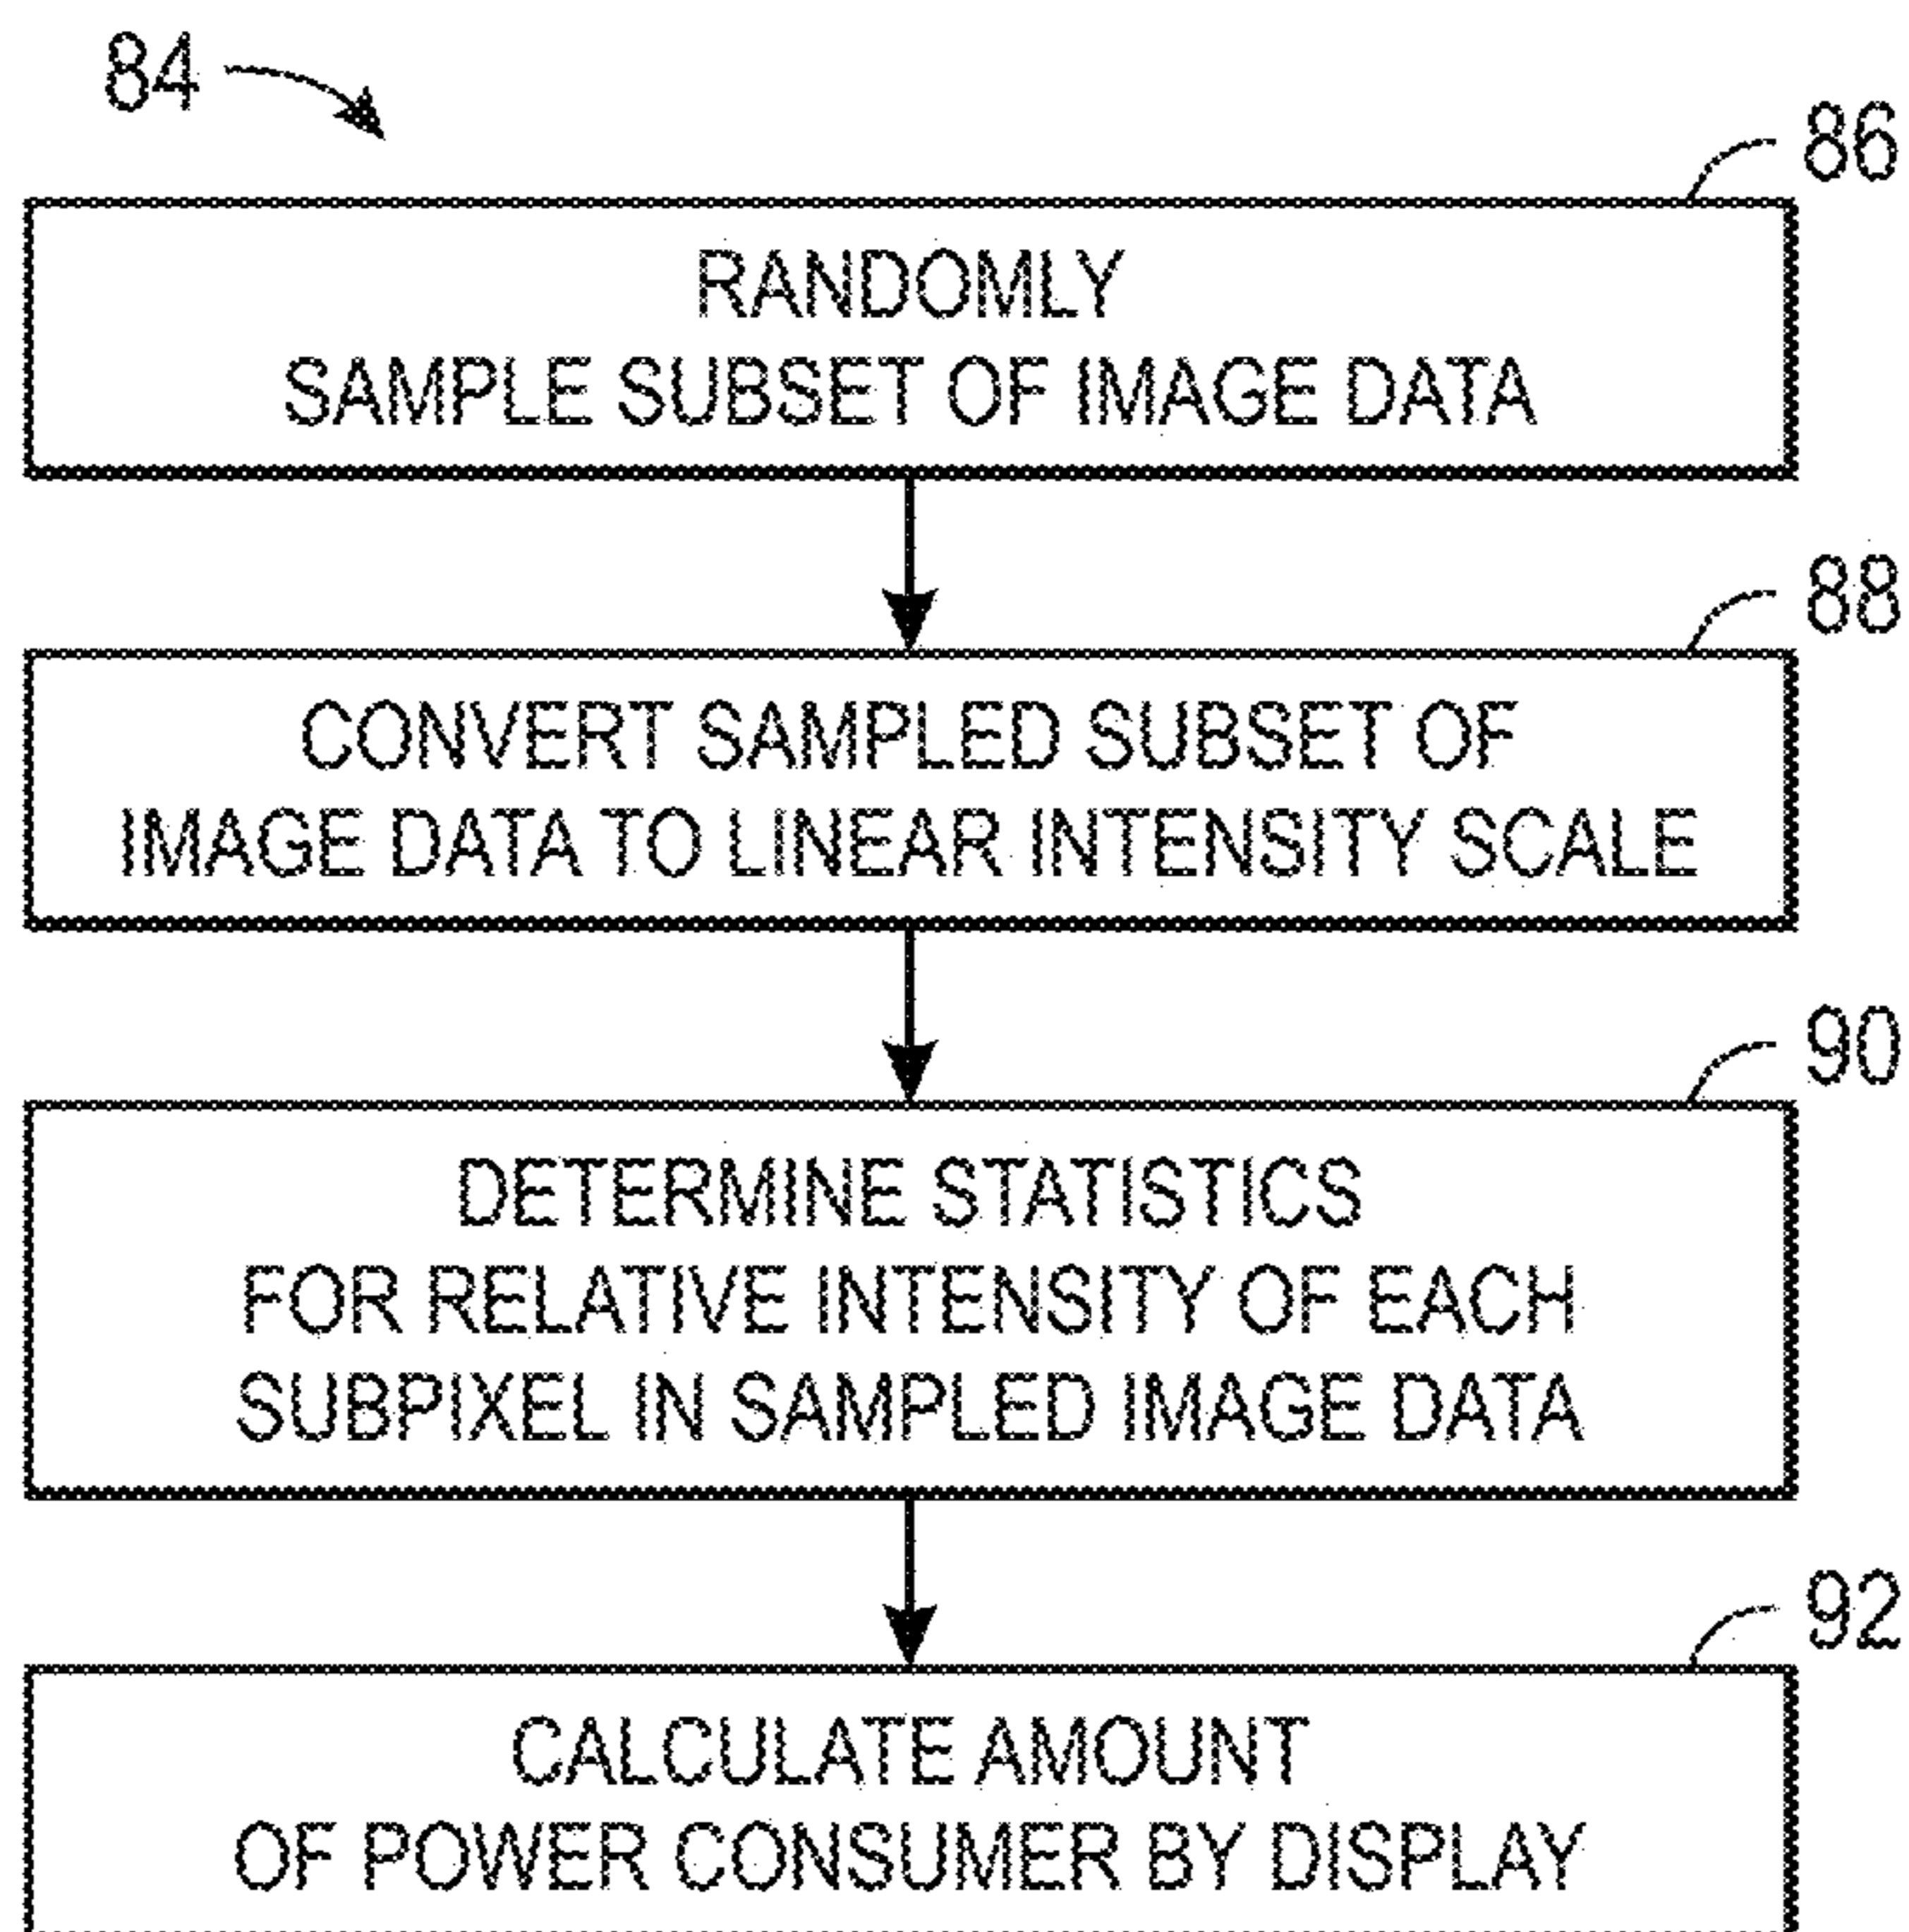 84
86
RANDOMLY
SAMPLE SUBSET OF IMAGE DATA
88
CONVERT SAMPLED SUBSET OF
IMAGE DATA TO LINEAR INTENSITY SCALE
90
DETERMINE STATISTICS
FOR RELATIVE INTENSITY OF EACH
SUBPIXEL IN SAMPLED IMAGE DATA
92
CALCULATE AMOUNT
OF POWER CONSUMER BY DISPLAY